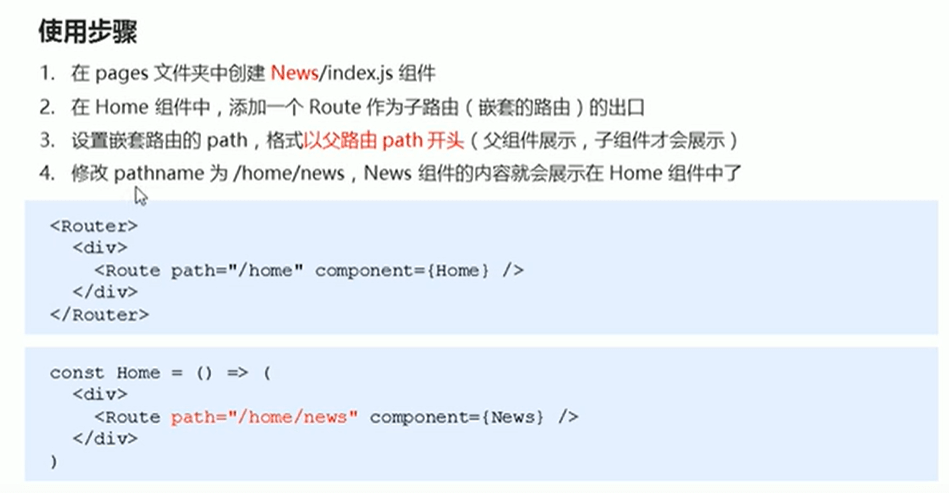 使用步骤
1. 在 pages 文件夹中创建 News/index.js 组件
2. 在 Home 组件中，添加一个 Route 作为子路由（嵌套的路由）的出口
3. 设置嵌套路由的 path，格式以父路由 path 开头（父组件展示，子组件才会展示）
4. 修改 pathname 为 /home/news，News 组件的内容就会展示在 Home 组件中了
<Router>
  <div>
    <Route path="/home" component={Home} />
  </div>
</Router>
const Home = () => (
  <div>
    <Route path="/home/news" component={News} />
  </div>
)